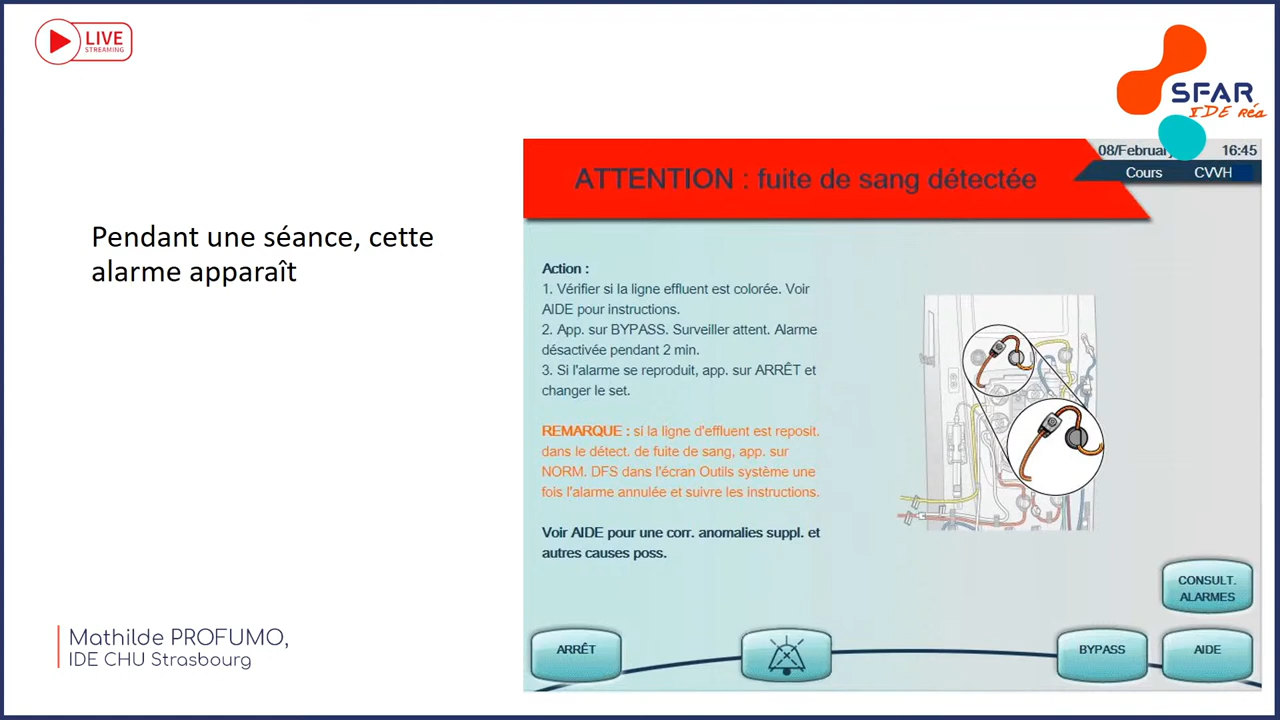 LIVE
STREAMING
SFAR
IDE Réa
08/February
16:45
Cours
CVVH
ATTENTION : fuite de sang détectée
Pendant une séance, cette
alarme apparaît
Action :
1. Vérifier si la ligne effluent est colorée. Voir
AIDE pour instructions.
2. App. sur BYPASS. Surveiller attent. Alarme
désactivée pendant 2 min.
3. Si l'alarme se reproduit, app. sur ARRÊT et
changer le set.
REMARQUE : si la ligne d'effluent est reposit.
dans le détect. de fuite de sang, app. sur
NORM. DFS dans l'écran Outils système une
fois l'alarme annulée et suivre les instructions.
Voir AIDE pour une corr. anomalies suppl. et
autres causes poss.
CONSULT.
ALARMES
ARRÊT
BYPASS
AIDE
Mathilde PROFUMO,
IDE CHU Strasbourg